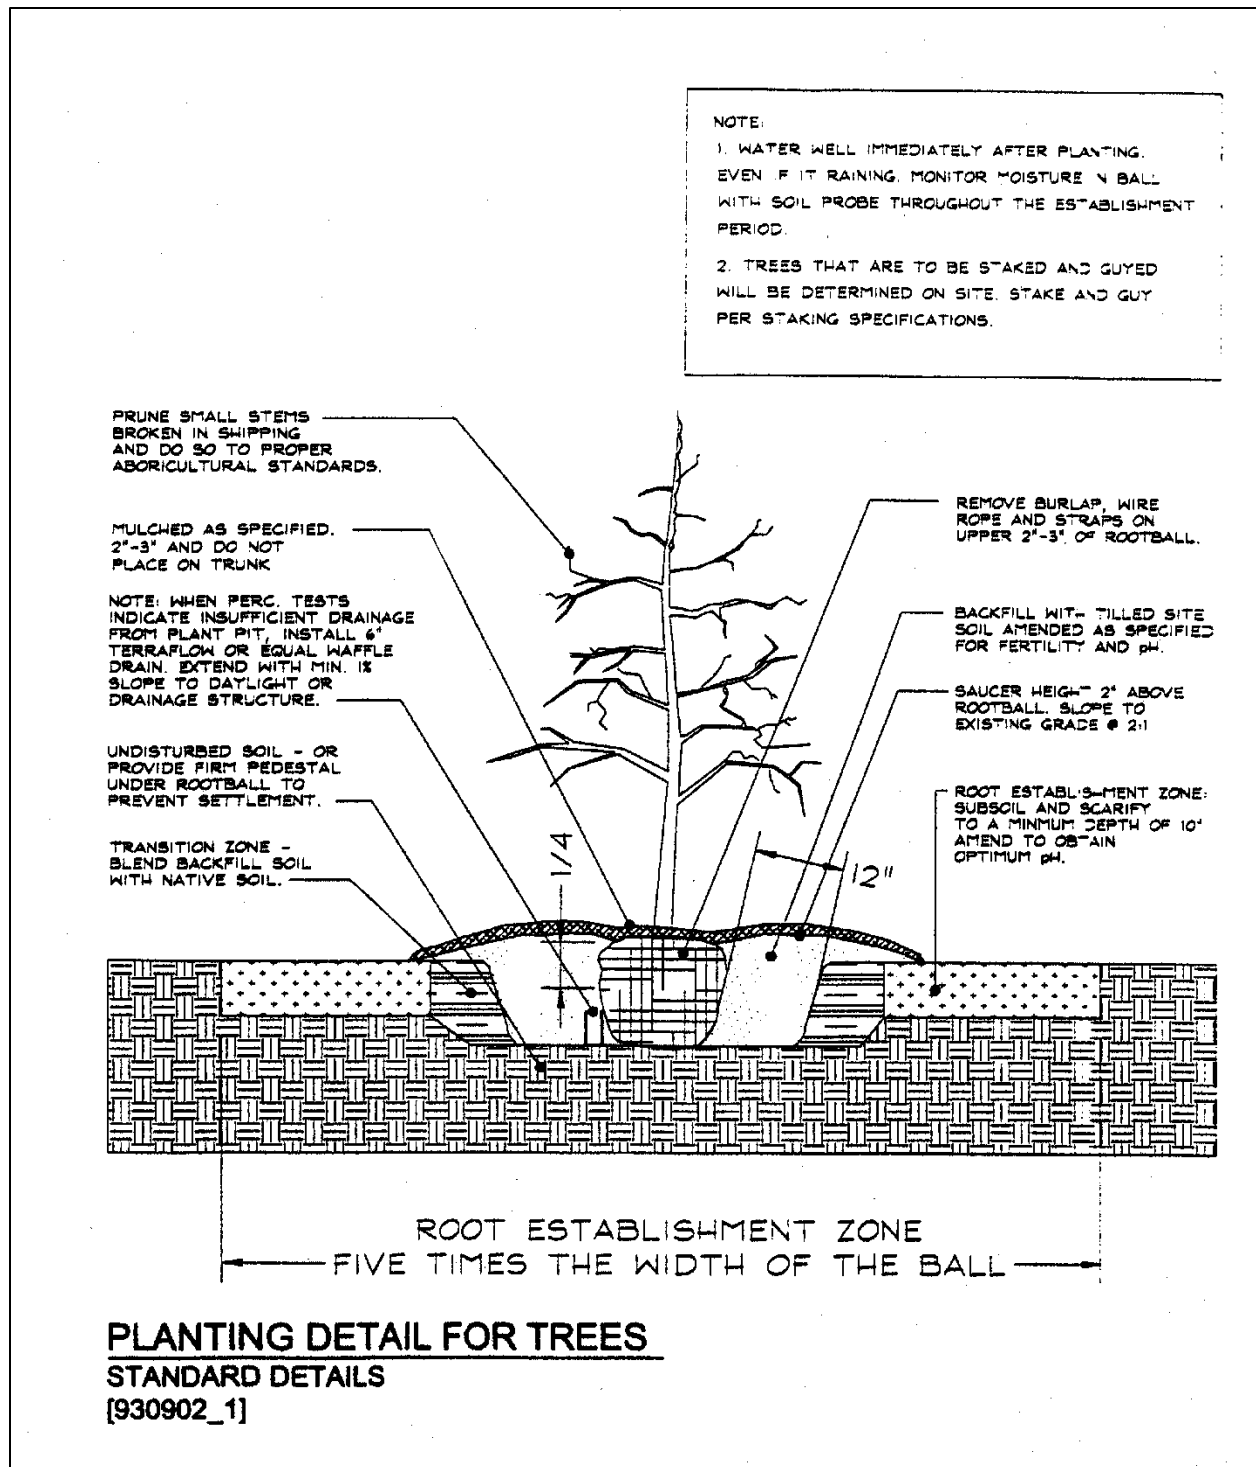 NOTE:
1. WATER WELL IMMEDIATELY AFTER PLANTING.
EVEN IF IT RAINING. MONITOR MOISTURE IN BALL
WITH SOIL PROBE THROUGHOUT THE ESTABLISHMENT
PERIOD.
2. TREES THAT ARE TO BE STAKED AND GUYED
WILL BE DETERMINED ON SITE. STAKE AND GUY
PER STAKING SPECIFICATIONS.
PRUNE SMALL STEMS
BROKEN IN SHIPPING
AND DO SO TO PROPER
ABORICULTURAL STANDARDS.
MULCHED AS SPECIFIED.
2"-3" AND DO NOT
PLACE ON TRUNK
NOTE: WHEN PERC. TESTS
INDICATE INSUFFICIENT DRAINAGE
FROM PLANT PIT, INSTALL 6"
TERRAFLOW OR EQUAL WAFFLE
DRAIN. EXTEND WITH MIN. 1%
SLOPE TO DAYLIGHT OR
DRAINAGE STRUCTURE.
UNDISTURBED SOIL - OR
PROVIDE FIRM PEDESTAL
UNDER ROOTBALL TO
PREVENT SETTLEMENT.
TRANSITION ZONE -
BLEND BACKFILL SOIL
WITH NATIVE SOIL.
REMOVE BURLAP, WIRE
ROPE AND STRAPS ON
UPPER 2"-3" OF ROOTBALL.
BACKFILL WITH TILLED SITE
SOIL AMENDED AS SPECIFIED
FOR FERTILITY AND pH.
SAUCER HEIGHT 2" ABOVE
ROOTBALL. SLOPE TO
EXISTING GRADE @ 2:1
ROOT ESTABLISHMENT ZONE:
SUBSOIL AND SCARIFY
TO A MINMUM DEPTH OF 10"
AMEND TO OBTAIN
OPTIMUM pH.
1/4
12"
ROOT ESTABLISHMENT ZONE
FIVE TIMES THE WIDTH OF THE BALL
PLANTING DETAIL FOR TREES
STANDARD DETAILS
[930902_1]